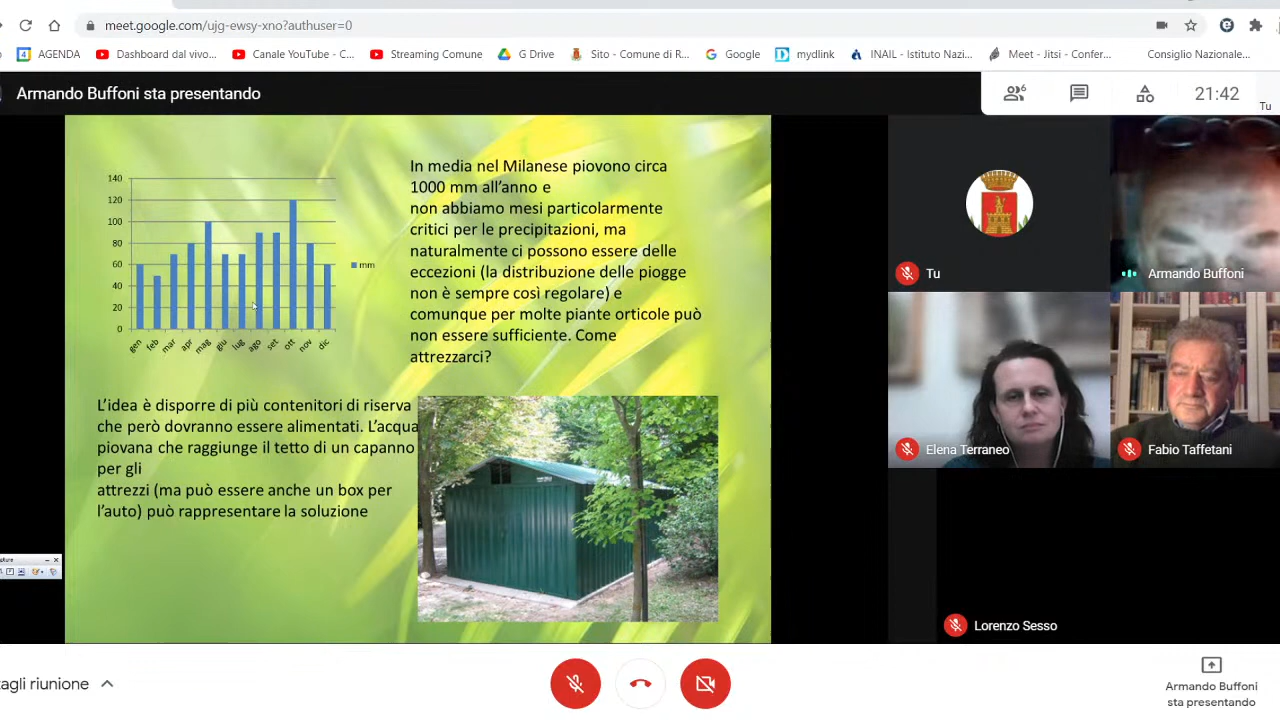 meet.google.com/ujg-ewsy-xno?authuser=0
AGENDA
Dashboard dal vivo...
Canale YouTube - C...
Streaming Comune
G Drive
Sito - Comune di R...
Google
mydlink
INAIL - Istituto Nazi...
Meet - Jitsi - Confer...
Consiglio Nazionale...
Armando Buffoni sta presentando
6
21:42
Tu
140
120
100
80
60
40
20
0
gen
feb
mar
apr
mag
giu
lug
ago
set
ott
nov
dic
mm
In media nel Milanese piovono circa
1000 mm all'anno e
non abbiamo mesi particolarmente
critici per le precipitazioni, ma
naturalmente ci possono essere delle
eccezioni (la distribuzione delle piogge
non è sempre così regolare) e
comunque per molte piante orticole può
non essere sufficiente. Come
attrezzarci?
L'idea è disporre di più contenitori di riserva
che però dovranno essere alimentati. L'acqua
piovana che raggiunge il tetto di un capanno
per gli
attrezzi (ma può essere anche un box per
l'auto) può rappresentare la soluzione
Tu
Armando Buffoni
Elena Terraneo
Fabio Taffetani
Lorenzo Sesso
tagli riunione
Armando Buffoni
sta presentando